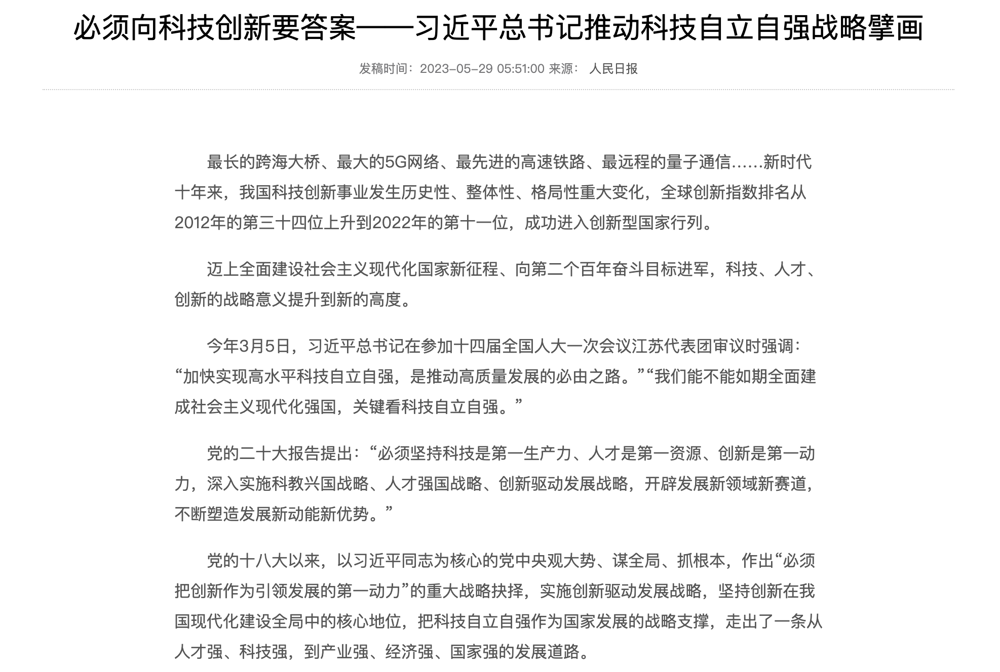 必须向科技创新要答案——习近平总书记推动科技自立自强战略擘画
发稿时间：2023-05-29 05:51:00 来源： 人民日报
最长的跨海大桥、最大的5G网络、最先进的高速铁路、最远程的量子通信……新时代
十年来，我国科技创新事业发生历史性、整体性、格局性重大变化，全球创新指数排名从
2012年的第三十四位上升到2022年的第十一位，成功进入创新型国家行列。
迈上全面建设社会主义现代化国家新征程、向第二个百年奋斗目标进军，科技、人才、
创新的战略意义提升到新的高度。
今年3月5日，习近平总书记在参加十四届全国人大一次会议江苏代表团审议时强调：
“加快实现高水平科技自立自强，是推动高质量发展的必由之路。”“我们能不能如期全面建
成社会主义现代化强国，关键看科技自立自强。”
党的二十大报告提出：“必须坚持科技是第一生产力、人才是第一资源、创新是第一动
力，深入实施科教兴国战略、人才强国战略、创新驱动发展战略，开辟发展新领域新赛道，
不断塑造发展新动能新优势。”
党的十八大以来，以习近平同志为核心的党中央观大势、谋全局、抓根本，作出“必须
把创新作为引领发展的第一动力”的重大战略抉择，实施创新驱动发展战略，坚持创新在我
国现代化建设全局中的核心地位，把科技自立自强作为国家发展的战略支撑，走出了一条从
人才强、科技强，到产业强、经济强、国家强的发展道路。